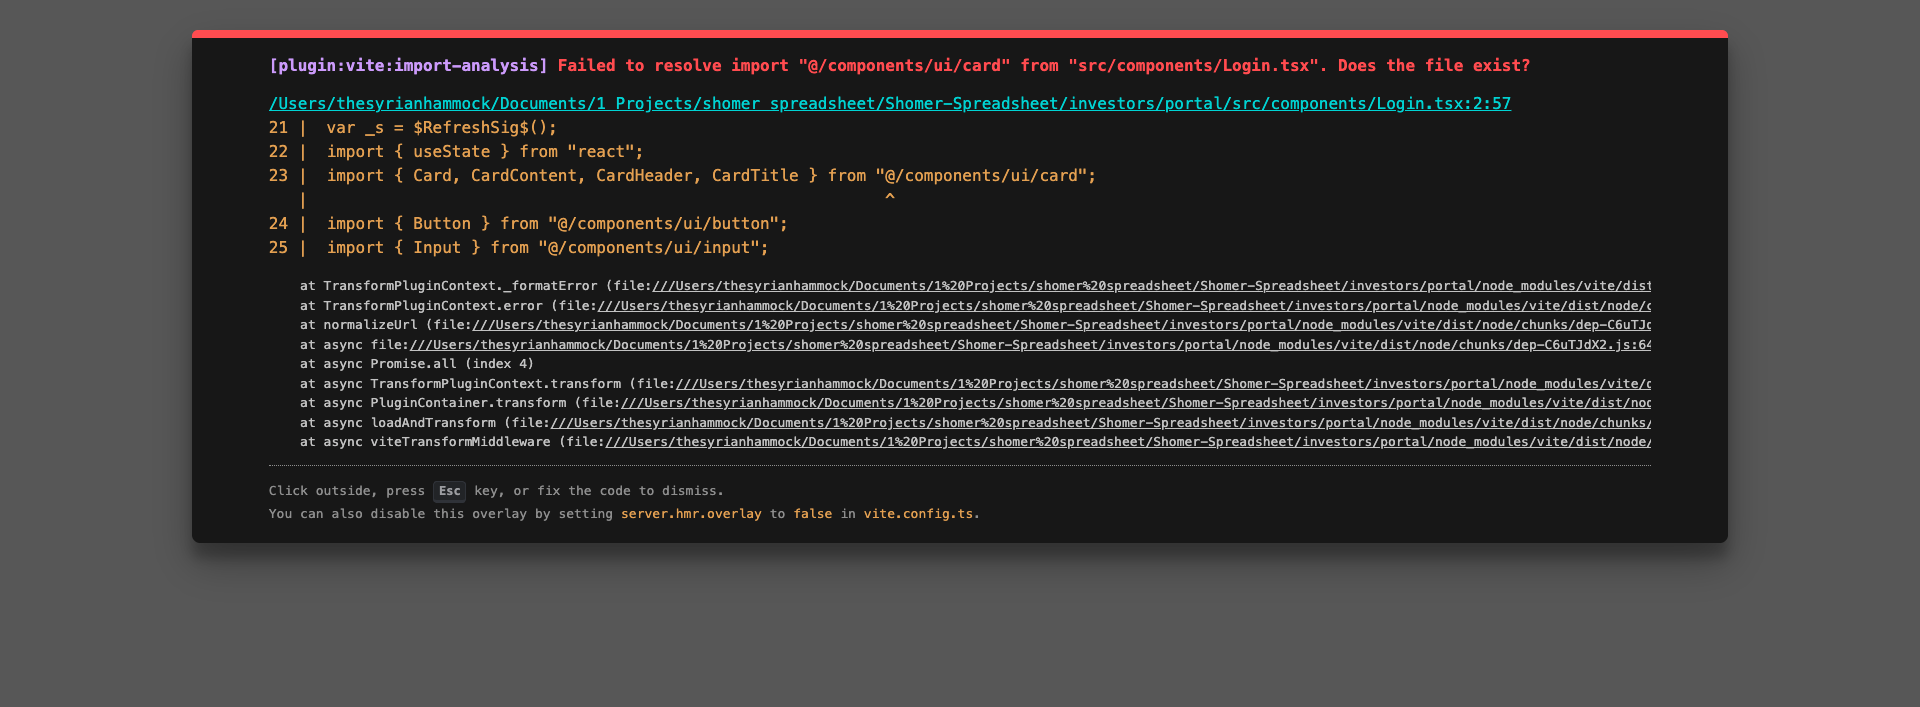 [plugin:vite:import-analysis] Failed to resolve import "@/components/ui/card" from "src/components/Login.tsx". Does the file exist?
/Users/thesyrianhammock/Documents/1 Projects/shomer spreadsheet/Shomer-Spreadsheet/investors/portal/src/components/Login.tsx:2:57
21 |  var _s = $RefreshSig$();
22 |  import { useState } from "react";
23 |  import { Card, CardContent, CardHeader, CardTitle } from "@/components/ui/card";
   |                                                            ^
24 |  import { Button } from "@/components/ui/button";
25 |  import { Input } from "@/components/ui/input";
    at TransformPluginContext._formatError (file:///Users/thesyrianhammock/Documents/1%20Projects/shomer%20spreadsheet/Shomer-Spreadsheet/investors/portal/node_modules/vite/dist
    at TransformPluginContext.error (file:///Users/thesyrianhammock/Documents/1%20Projects/shomer%20spreadsheet/Shomer-Spreadsheet/investors/portal/node_modules/vite/dist/node/c
    at normalizeUrl (file:///Users/thesyrianhammock/Documents/1%20Projects/shomer%20spreadsheet/Shomer-Spreadsheet/investors/portal/node_modules/vite/dist/node/chunks/dep-C6uTJd
    at async file:///Users/thesyrianhammock/Documents/1%20Projects/shomer%20spreadsheet/Shomer-Spreadsheet/investors/portal/node_modules/vite/dist/node/chunks/dep-C6uTJdX2.js:64
    at async Promise.all (index 4)
    at async TransformPluginContext.transform (file:///Users/thesyrianhammock/Documents/1%20Projects/shomer%20spreadsheet/Shomer-Spreadsheet/investors/portal/node_modules/vite/d
    at async PluginContainer.transform (file:///Users/thesyrianhammock/Documents/1%20Projects/shomer%20spreadsheet/Shomer-Spreadsheet/investors/portal/node_modules/vite/dist/nod
    at async loadAndTransform (file:///Users/thesyrianhammock/Documents/1%20Projects/shomer%20spreadsheet/Shomer-Spreadsheet/investors/portal/node_modules/vite/dist/node/chunks/
    at async viteTransformMiddleware (file:///Users/thesyrianhammock/Documents/1%20Projects/shomer%20spreadsheet/Shomer-Spreadsheet/investors/portal/node_modules/vite/dist/node/
Click outside, press Esc key, or fix the code to dismiss.
You can also disable this overlay by setting server.hmr.overlay to false in vite.config.ts.